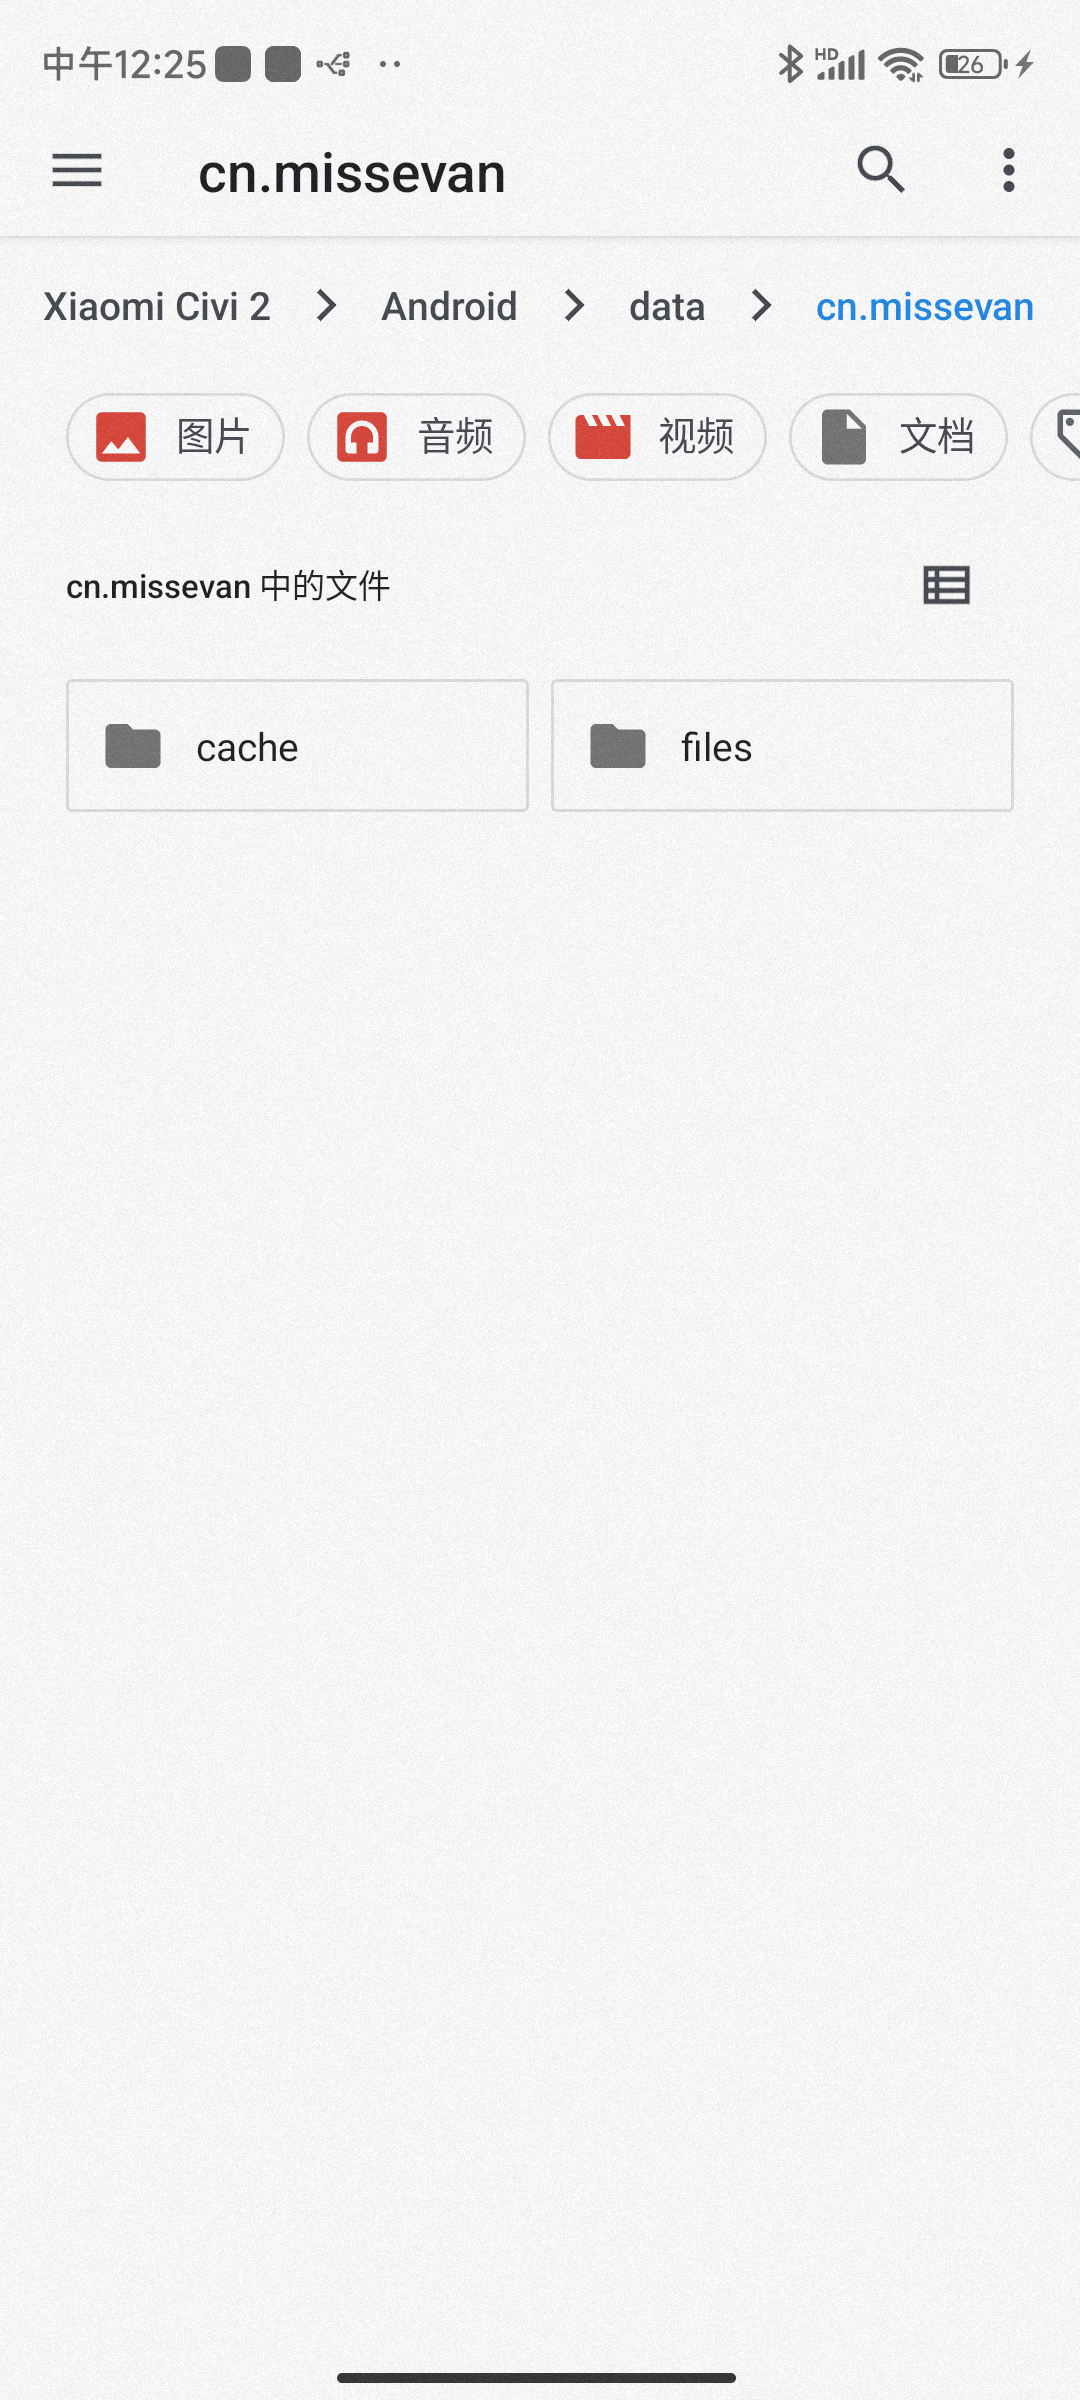 中午12:25 HD 26
cn.missevan
Xiaomi Civi 2 Android data cn.missevan
图片 音频 视频 文档
cn.missevan 中的文件
cache files